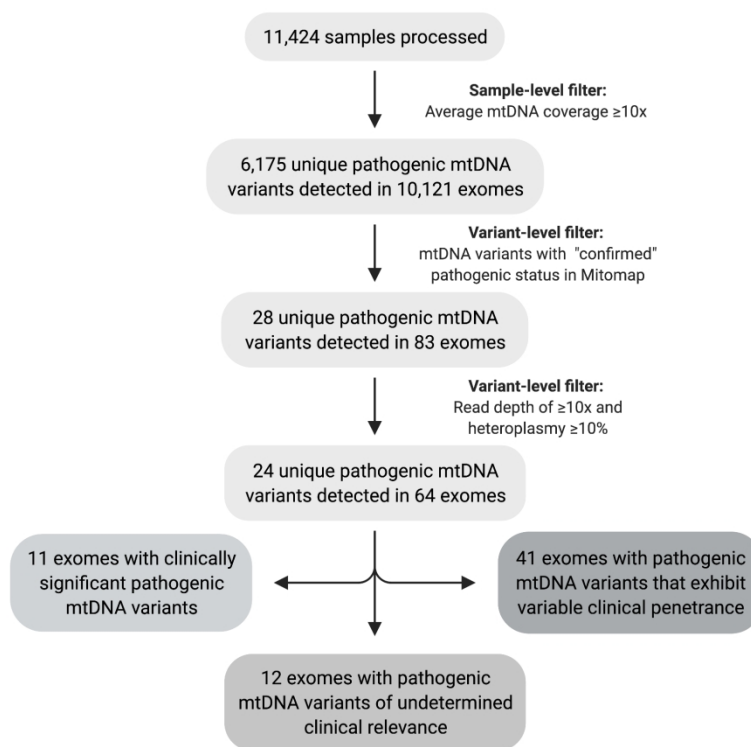 11,424 samples processed
Sample-level filter:
Average mtDNA coverage ≥10x
6,175 unique pathogenic mtDNA
variants detected in 10,121 exomes
Variant-level filter:
mtDNA variants with "confirmed"
pathogenic status in Mitomap
28 unique pathogenic mtDNA
variants detected in 83 exomes
Variant-level filter:
Read depth of ≥10x and
heteroplasmy ≥10%
24 unique pathogenic mtDNA
variants detected in 64 exomes
11 exomes with clinically
significant pathogenic
mtDNA variants
41 exomes with pathogenic
mtDNA variants that exhibit
variable clinical penetrance
12 exomes with pathogenic
mtDNA variants of undetermined
clinical relevance